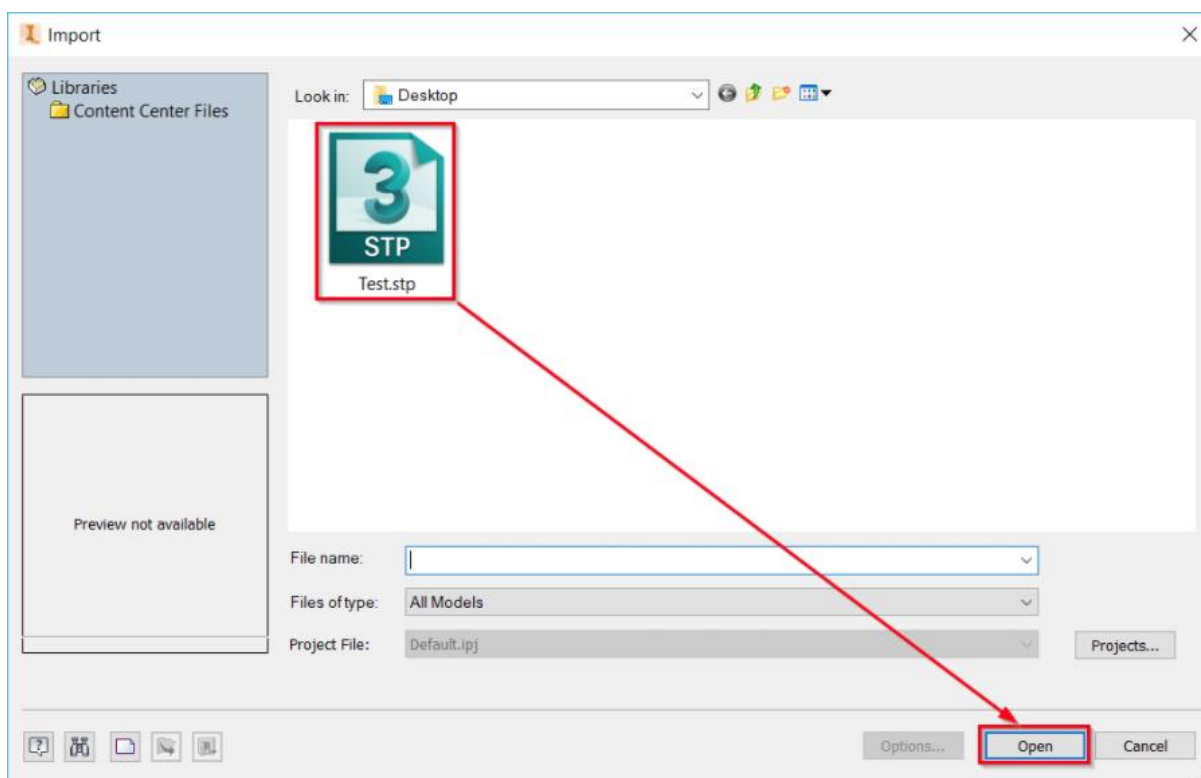 Import
Libraries
Content Center Files
Look in: Desktop
3
STP
Test.stp
Preview not available
File name:
Files of type: All Models
Project File: Default.ipj Projects...
? Options... Open Cancel